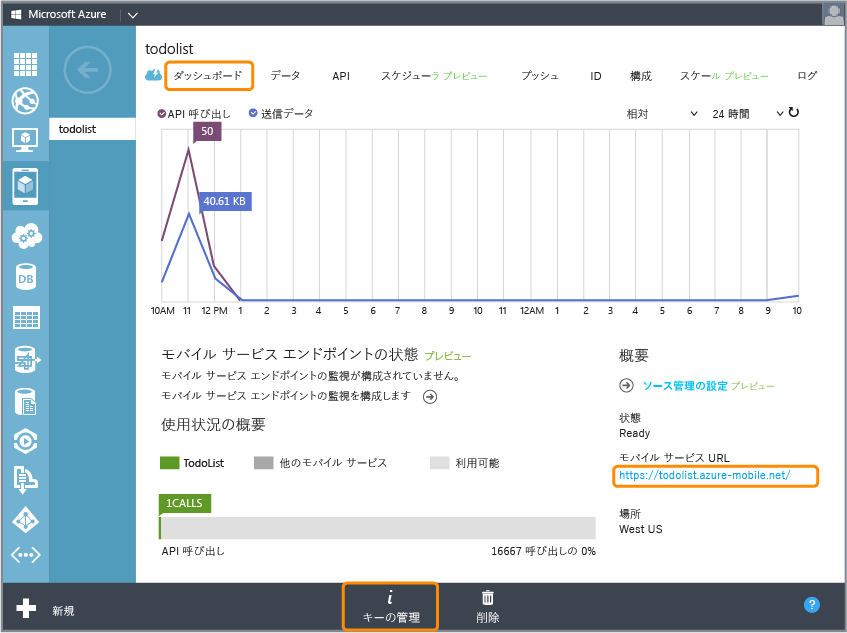 Microsoft Azure
todolist
ダッシュボード データ API スケジューラ プレビュー プッシュ ID 構成 スケール プレビュー ログ
API 呼び出し 送信データ 相対 24 時間
todolist
50
40.61 KB
10AM 11 12 PM 1 2 3 4 5 6 7 8 9 10 11 12AM 1 2 3 4 5 6 7 8 9 10
モバイル サービス エンドポイントの状態 プレビュー
モバイル サービス エンドポイントの監視が構成されていません。
モバイル サービス エンドポイントの監視を構成します
使用状況の概要
TodoList 他のモバイル サービス 利用可能
1CALLS
API 呼び出し 16667 呼び出しの 0%
概要
ソース管理の設定 プレビュー
状態
Ready
モバイル サービス URL
https://todolist.azure-mobile.net/
場所
West US
DB
新規
i
キーの管理
削除
?